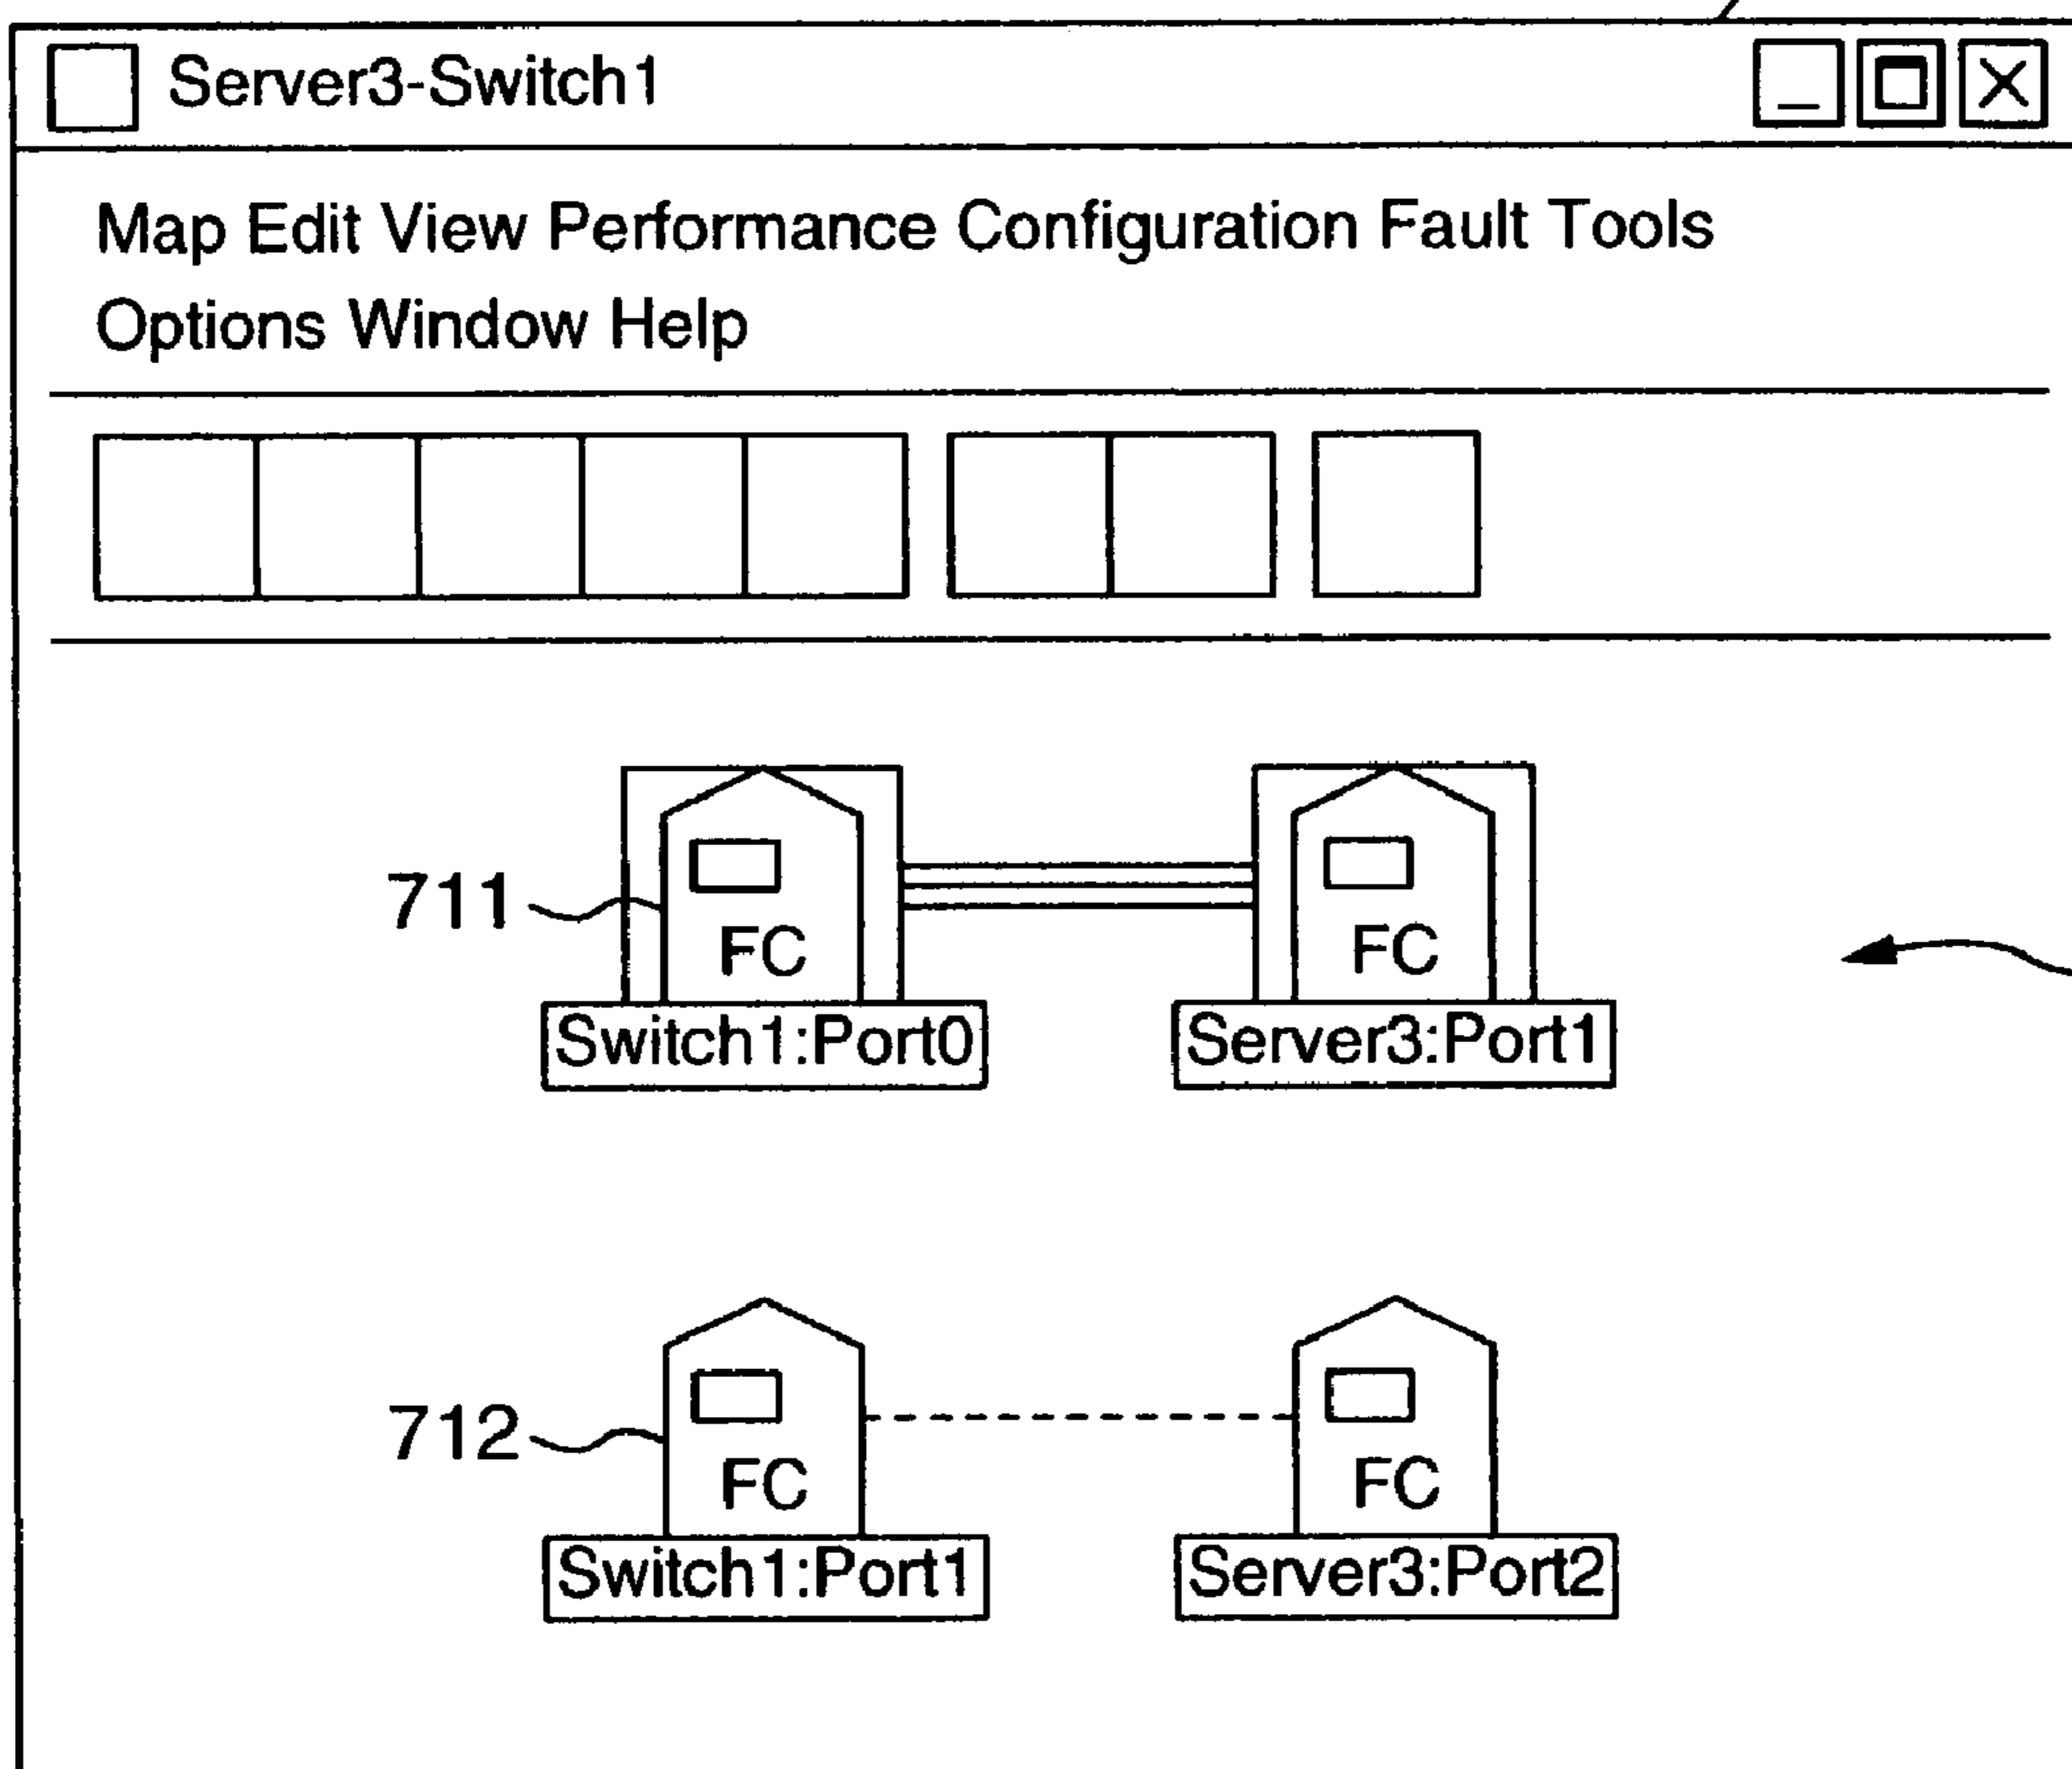 Server3-Switch1
Map Edit View Performance Configuration Fault Tools
Options Window Help
711
FC
FC
Switch1:Port0
Server3:Port1
712
FC
FC
Switch1:Port1
Server3:Port2